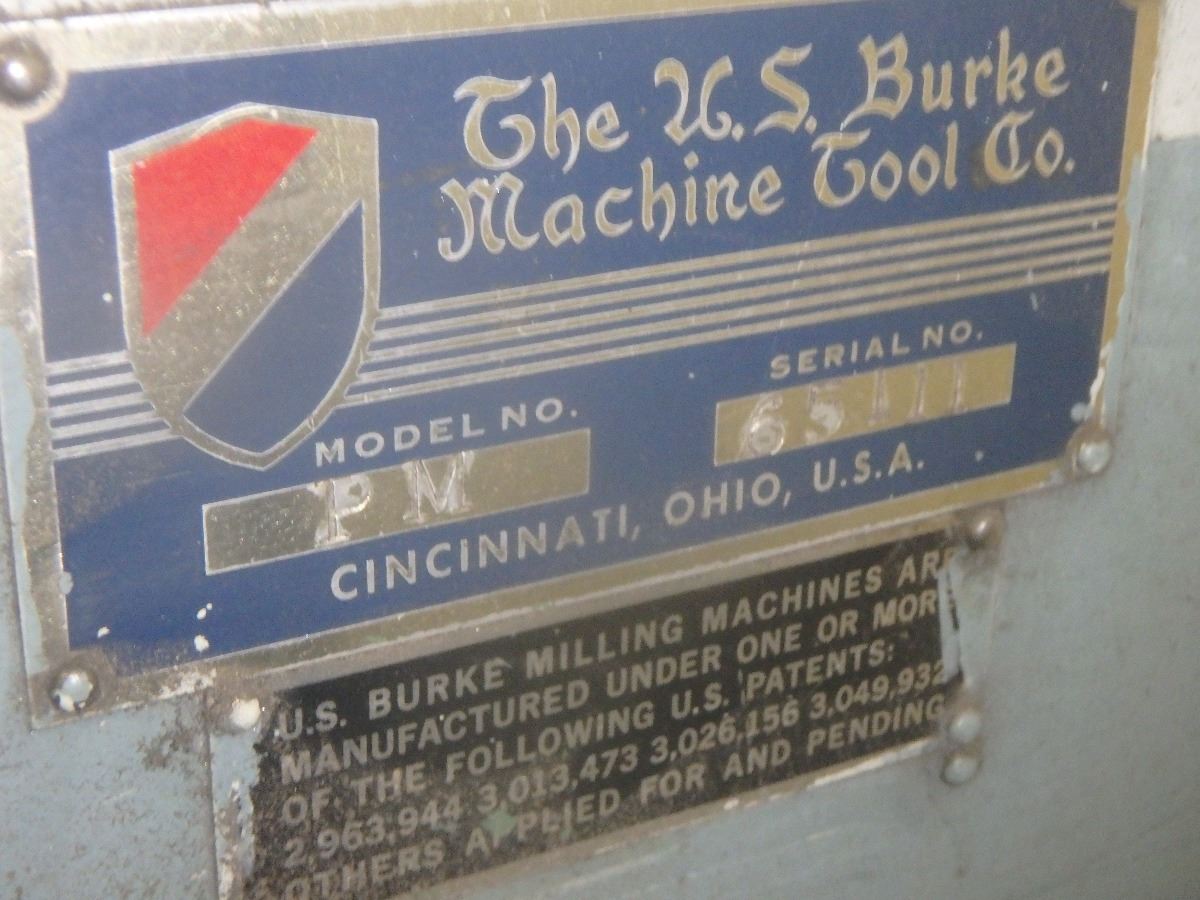 The U.S. Burke
Machine Tool Co.
MODEL NO.
PM
SERIAL NO.
65111
CINCINNATI, OHIO, U.S.A.
U.S. BURKE MILLING MACHINES ARE
MANUFACTURED UNDER ONE OR MORE
OF THE FOLLOWING U.S. PATENTS:
2,963,944 3,013,473 3,026,156 3,049,932
OTHERS APPLIED FOR AND PENDING